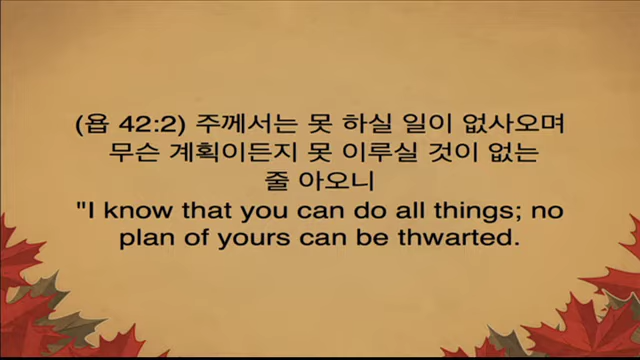 (욥 42:2) 주께서는 못 하실 일이 없사오며
무슨 계획이든지 못 이루실 것이 없는
줄 아오니
"I know that you can do all things; no
plan of yours can be thwarted.